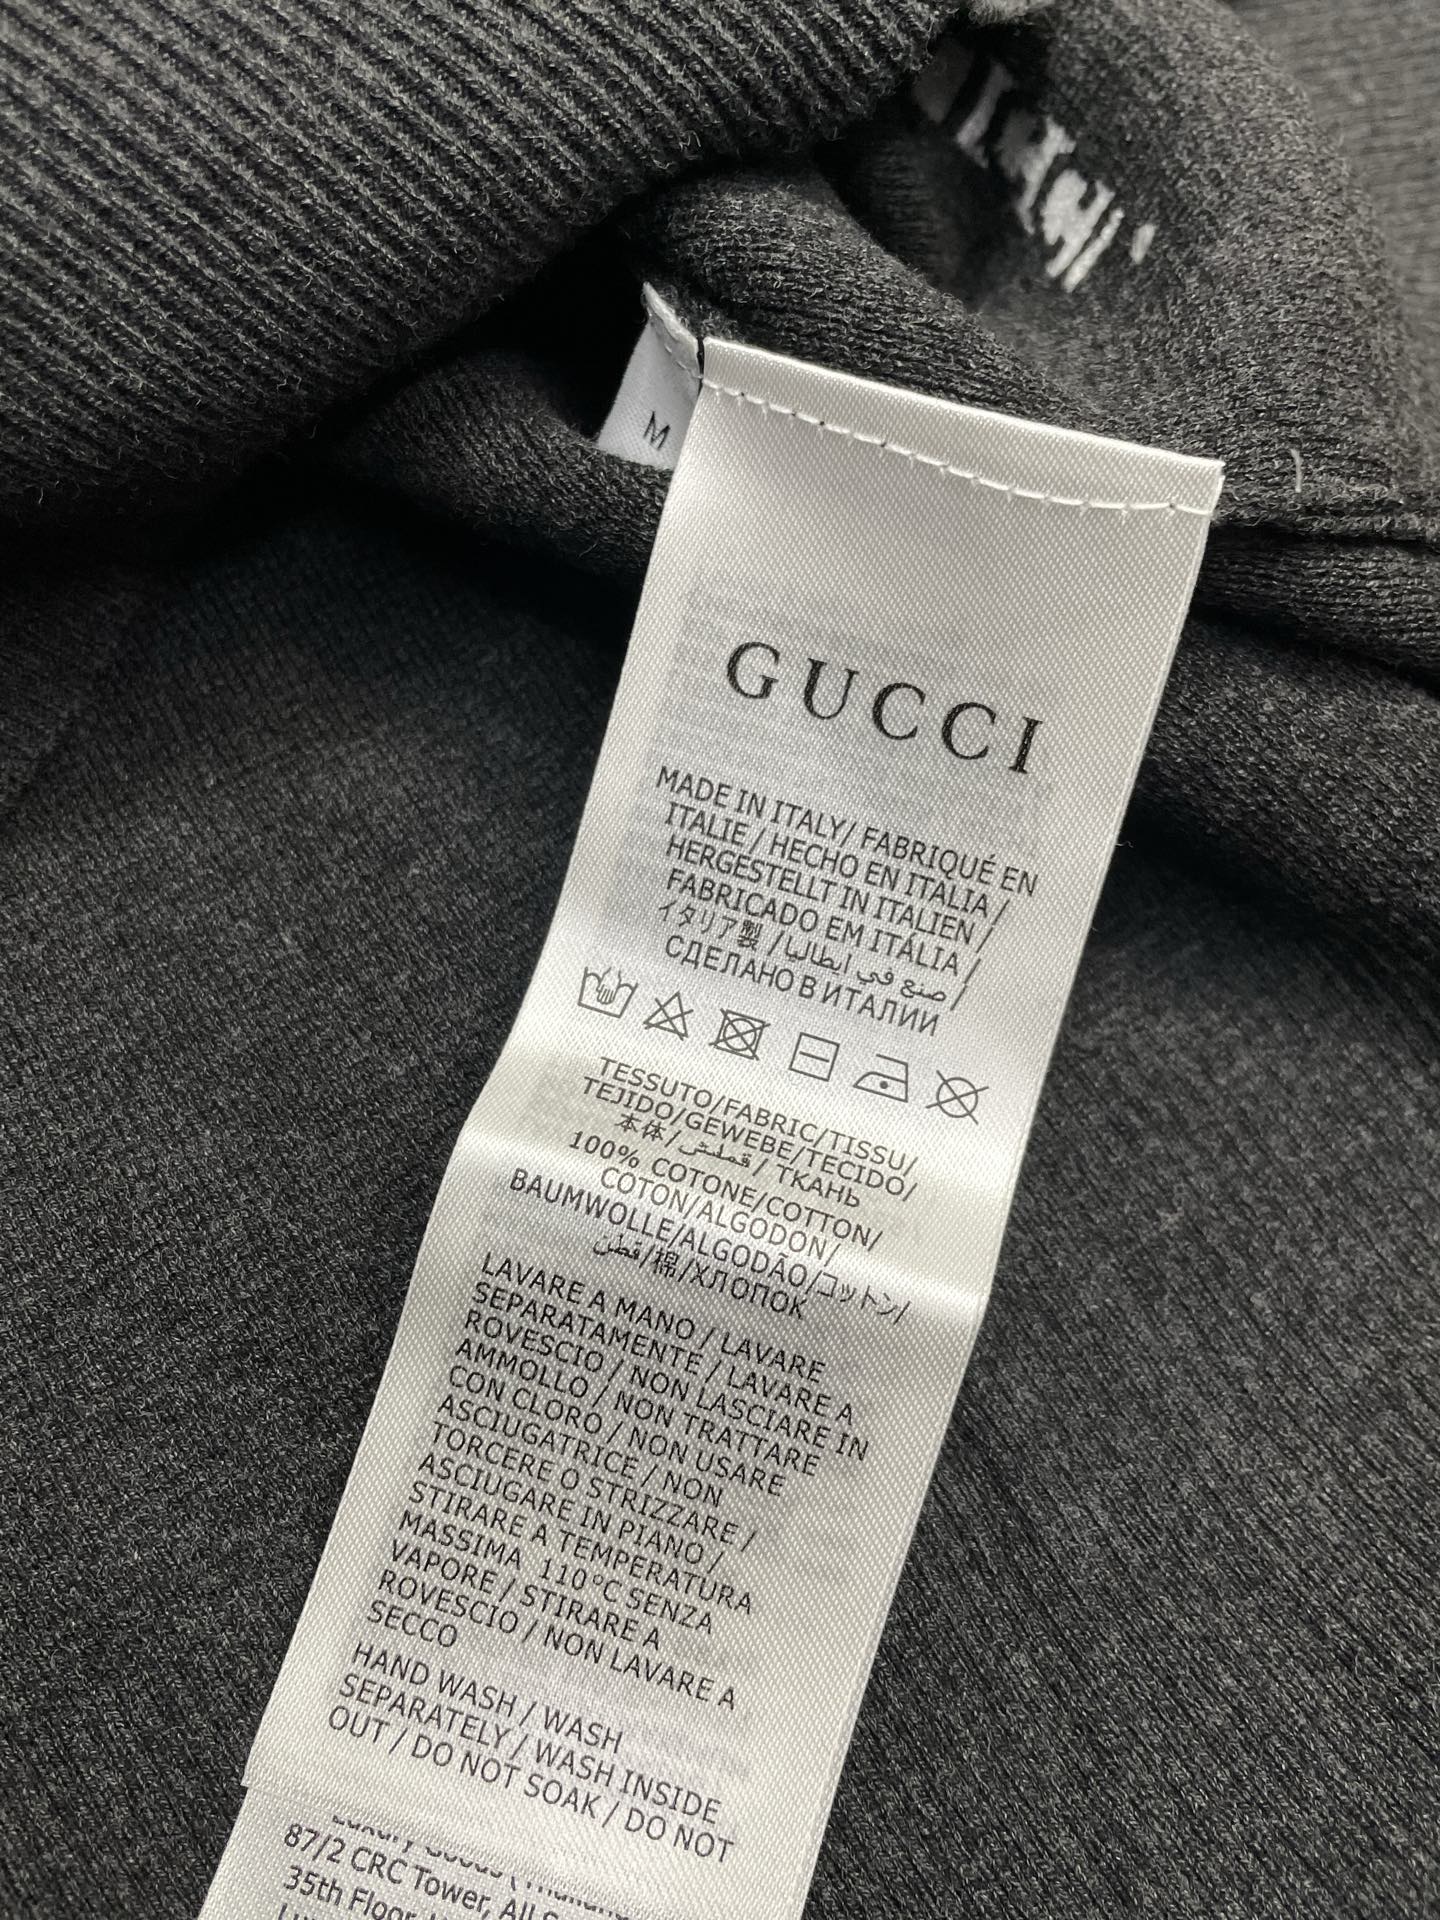 M
GUCCI
MADE IN ITALY/ FABRIQUÉ EN
ITALIE / HECHO EN ITALIA /
HERGESTELLT IN ITALIEN /
FABRICADO EM ITÁLIA /
イタリア製 / صنع في ايطاليا /
СДЕЛАНО В ИТАЛИИ
TESSUTO/FABRIC/TISSU/
TEJIDO/GEWEBE/TECIDO/
本体/قملش/ ТКАНЬ
100% COTONE/COTTON/
COTON/ALGODON/
BAUMWOLLE/ALGODÃO/コットン/
قطن/棉/ХЛОПОК
LAVARE A MANO / LAVARE
SEPARATAMENTE / LAVARE A
ROVESCIO / NON LASCIARE IN
AMMOLLO / NON TRATTARE
CON CLORO / NON USARE
ASCIUGATRICE / NON
TORCERE O STRIZZARE /
ASCIUGARE IN PIANO /
STIRARE A TEMPERATURA
MASSIMA 110°C SENZA
VAPORE / STIRARE A
ROVESCIO / NON LAVARE A
SECCO
HAND WASH / WASH
SEPARATELY / WASH INSIDE
OUT / DO NOT SOAK / DO NOT
Luxury Goods
87/2 CRC Tower, All
35th Floor,